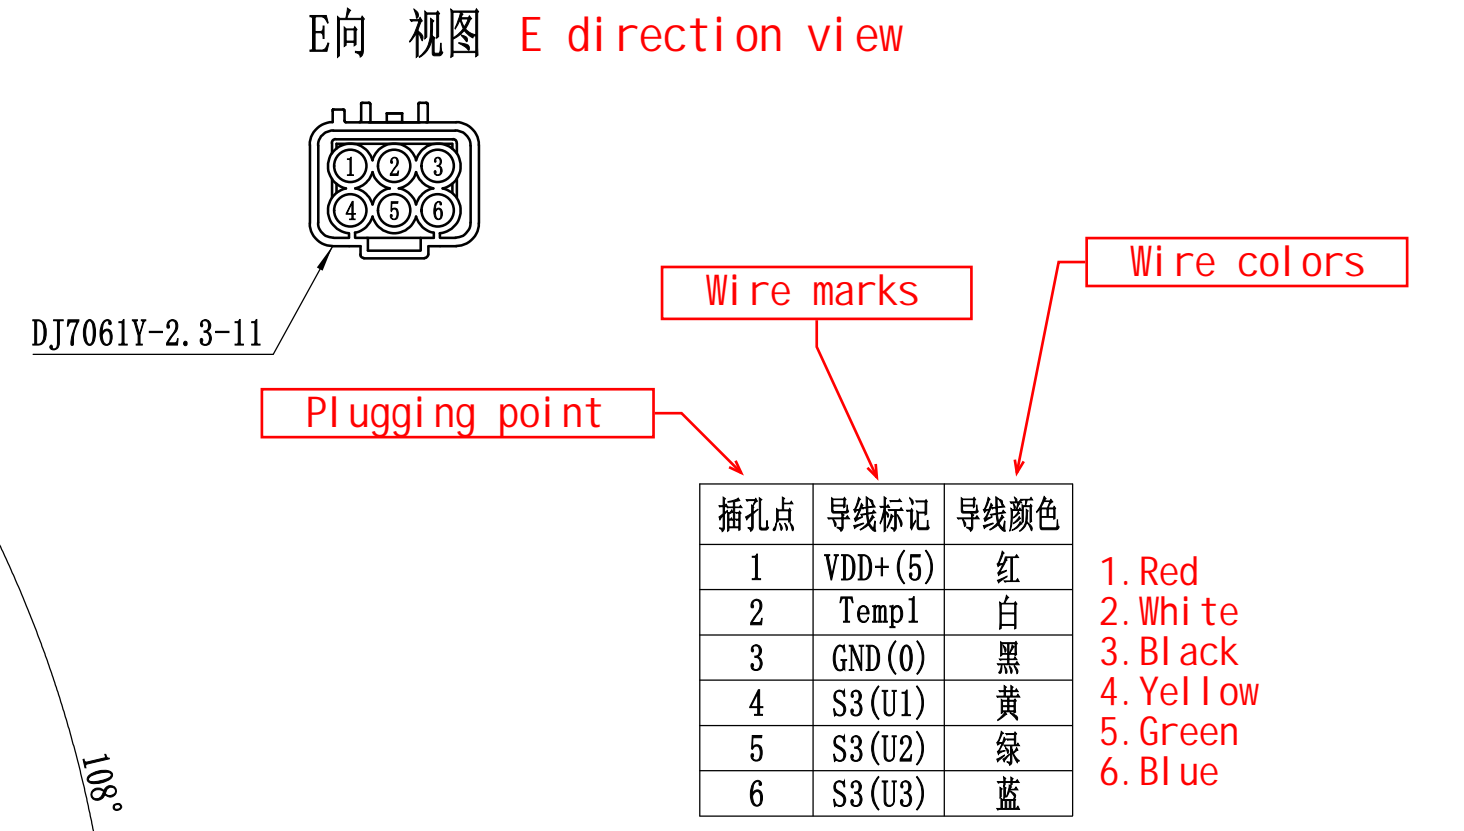 E向 视图 E direction view
1 2 3
4 5 6
DJ7061Y-2.3-11
Wire colors
Wire marks
Plugging point
插孔点 导线标记 导线颜色
1 VDD+(5) 红
2 Temp1 白
3 GND(0) 黑
4 S3(U1) 黄
5 S3(U2) 绿
6 S3(U3) 蓝
1.Red
2.White
3.Black
4.Yellow
5.Green
6.Blue
108°